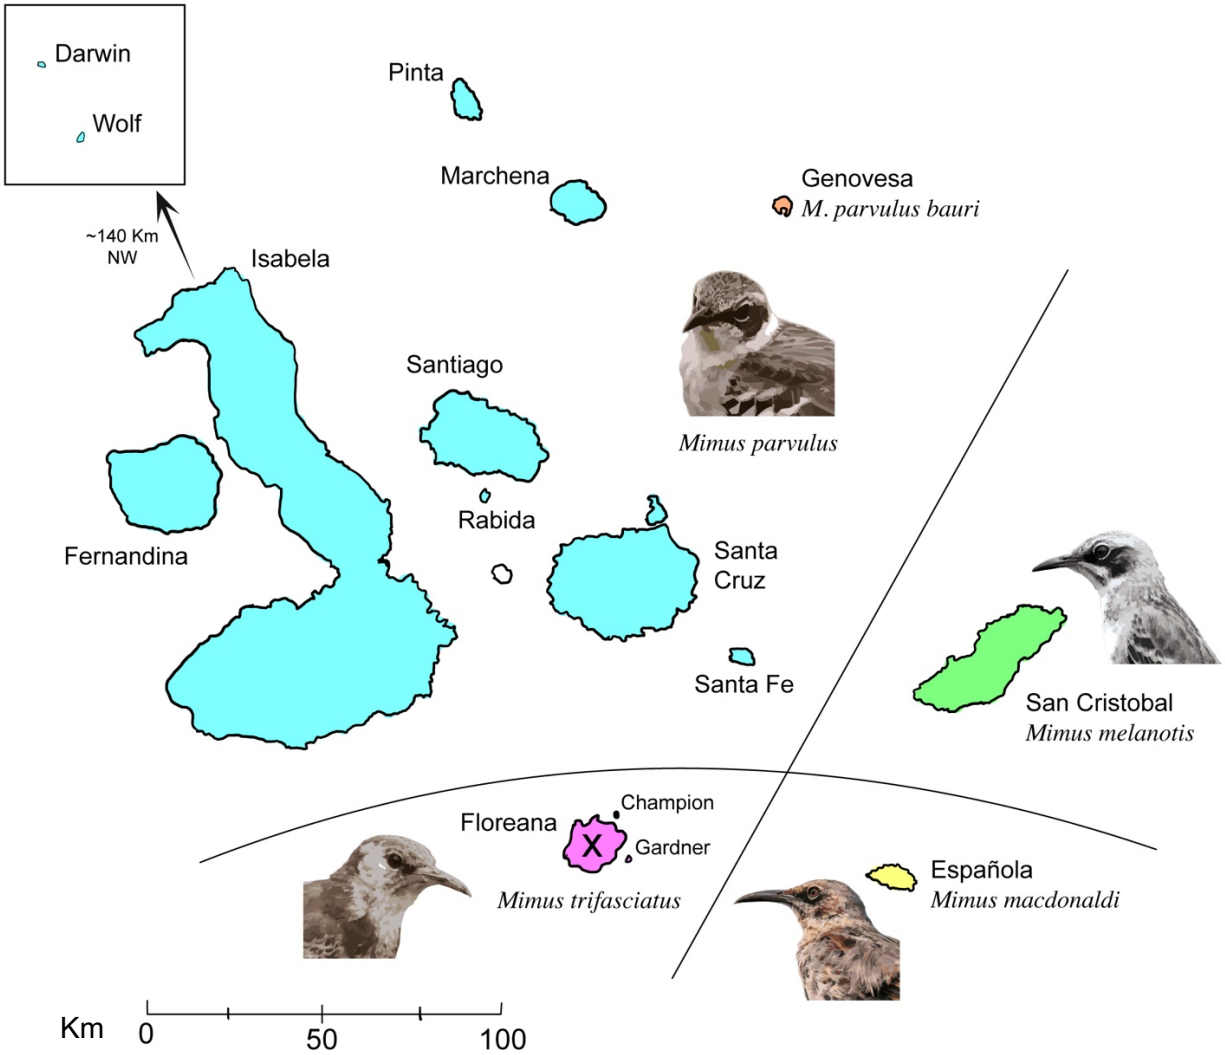 Darwin
Wolf
~140 Km
NW
Pinta
Marchena
Genovesa
M. parvulus bauri
Isabela
Santiago
Mimus parvulus
Rabida
Fernandina
Santa
Cruz
Santa Fe
San Cristobal
Mimus melanotis
Champion
Floreana
X
Gardner
Mimus trifasciatus
Española
Mimus macdonaldi
Km
0
50
100